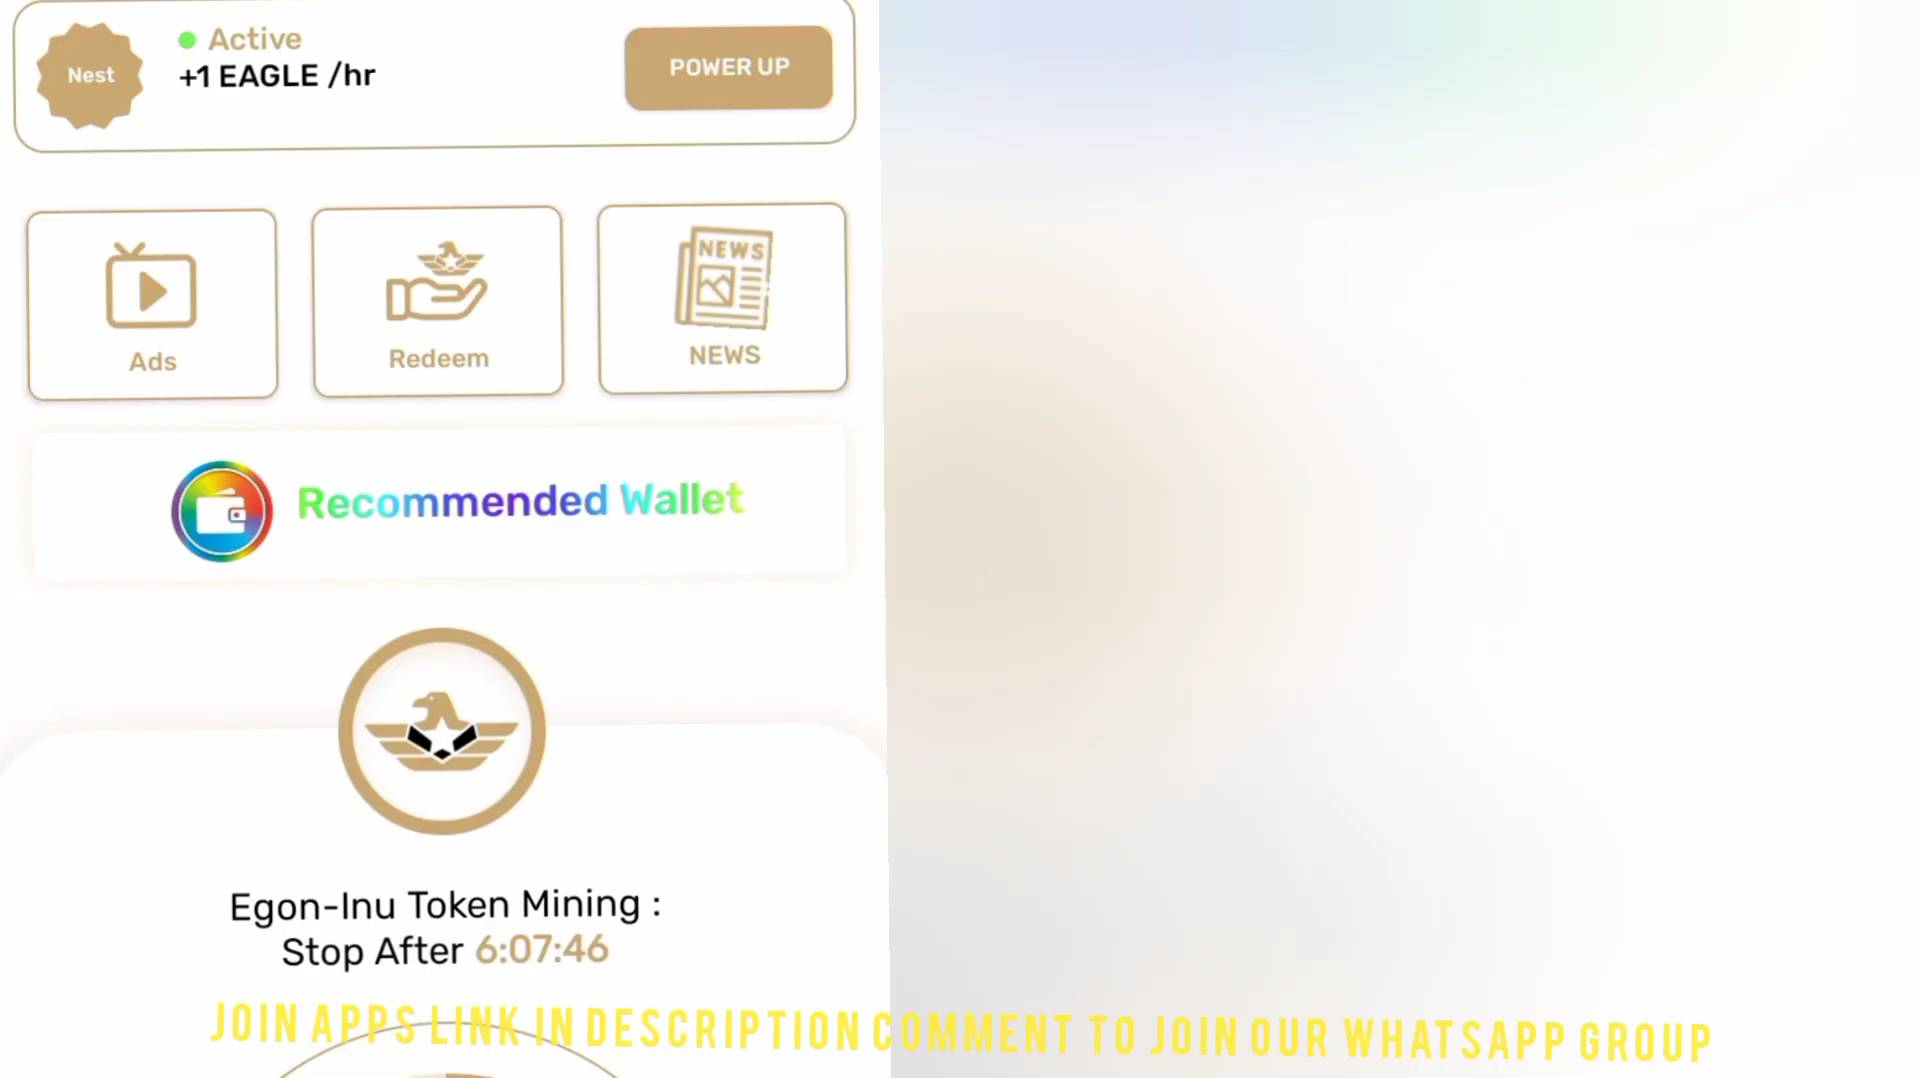 Nest
Active
+1 EAGLE /hr
POWER UP
Ads
Redeem
NEWS
NEWS
Recommended Wallet
Egon-Inu Token Mining :
Stop After 6:07:46
JOIN APPS LINK IN DESCRIPTION COMMENT TO JOIN OUR WHATSAPP GROUP